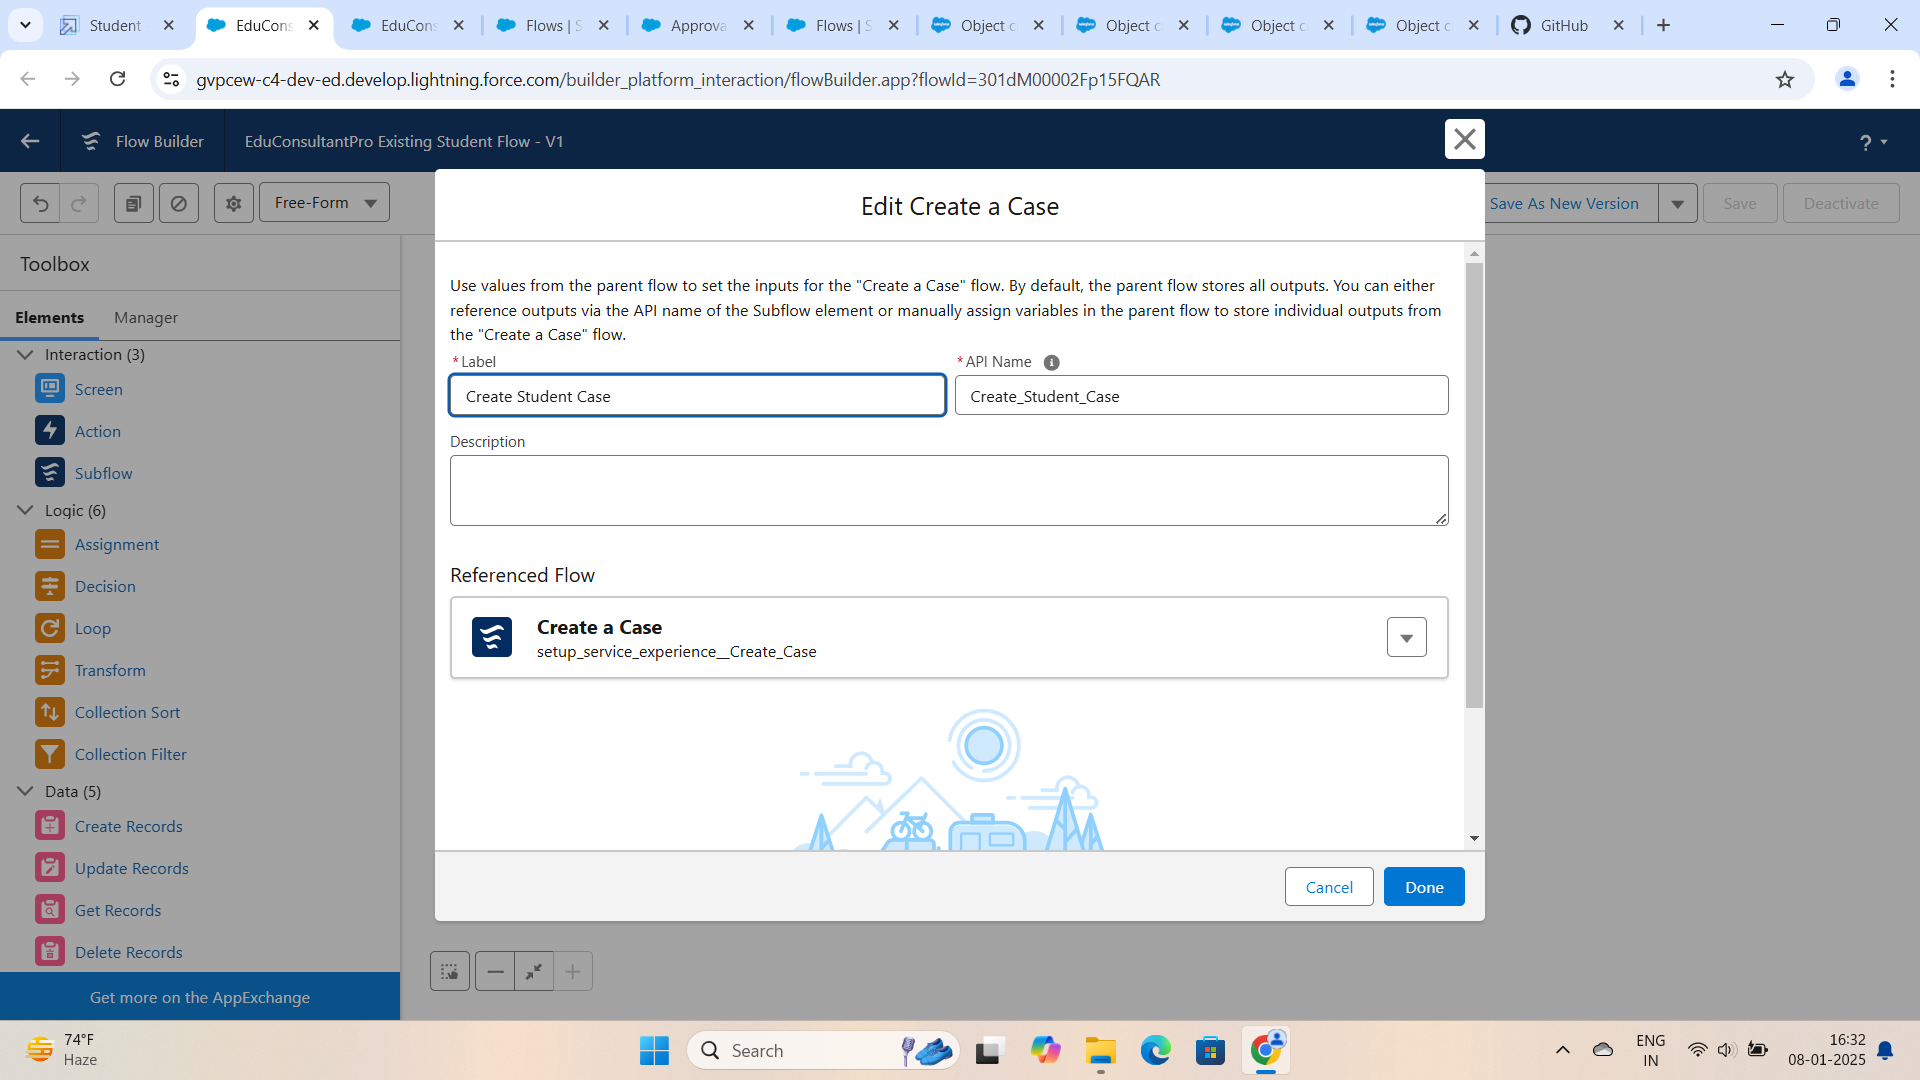 Student
EduCons
EduCons
Flows | S
Approva
Flows | S
Object c
Object c
Object c
Object c
GitHub
gvpcew-c4-dev-ed.develop.lightning.force.com/builder_platform_interaction/flowBuilder.app?flowId=301dM00002Fp15FQAR
Flow Builder
EduConsultantPro Existing Student Flow - V1
?
Free-Form
Save As New Version
Save
Deactivate
Toolbox
Elements
Manager
Interaction (3)
Screen
Action
Subflow
Logic (6)
Assignment
Decision
Loop
Transform
Collection Sort
Collection Filter
Data (5)
Create Records
Update Records
Get Records
Delete Records
Get more on the AppExchange
Edit Create a Case
Use values from the parent flow to set the inputs for the "Create a Case" flow. By default, the parent flow stores all outputs. You can either
reference outputs via the API name of the Subflow element or manually assign variables in the parent flow to store individual outputs from
the "Create a Case" flow.
*Label
*API Name
Create Student Case
Create_Student_Case
Description
Referenced Flow
Create a Case
setup_service_experience__Create_Case
Cancel
Done
74°F
Haze
Search
ENG
IN
16:32
08-01-2025